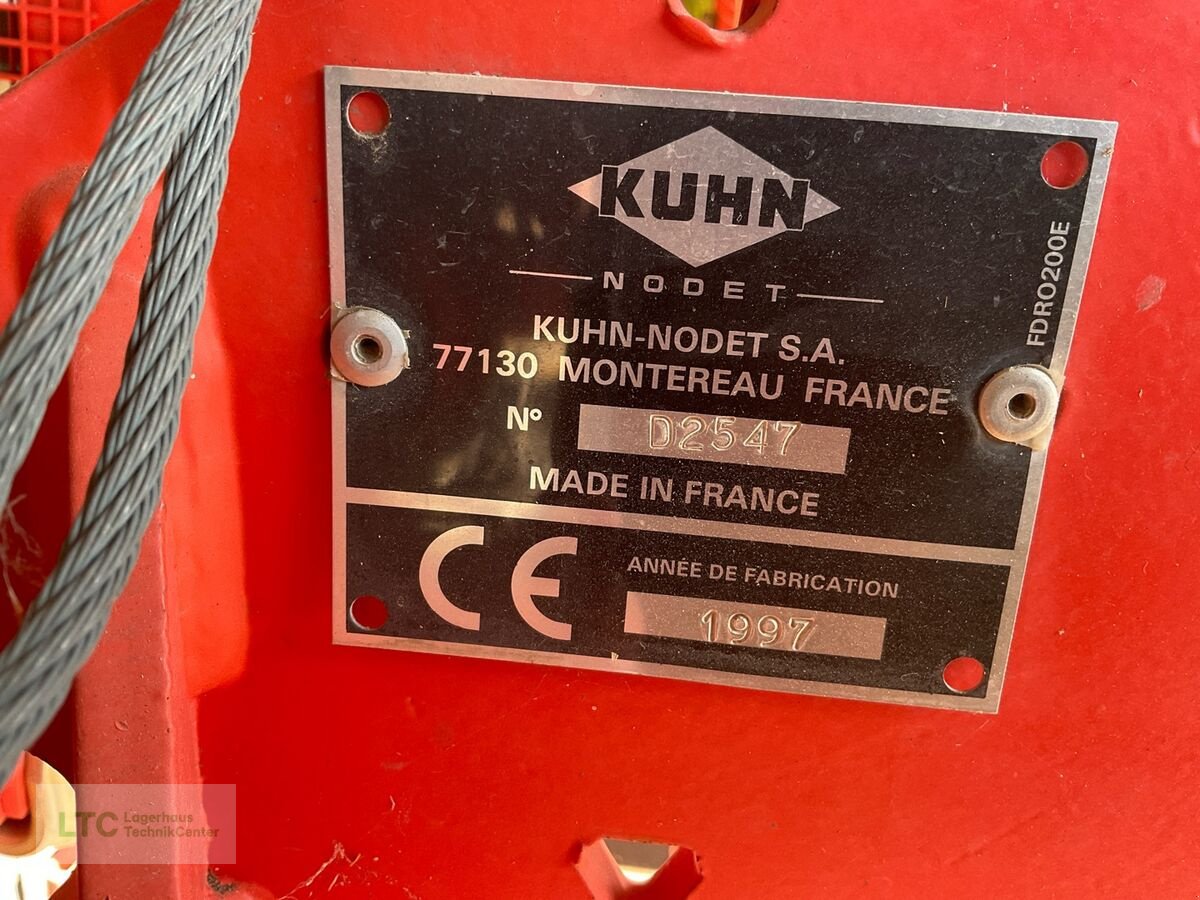 KUHN
NODET
KUHN-NODET S.A.
77130 MONTEREAU FRANCE
N° D2547
MADE IN FRANCE
CE
ANNÉE DE FABRICATION
1997
FDRO200E
LTC Lagerhaus
TechnikCenter